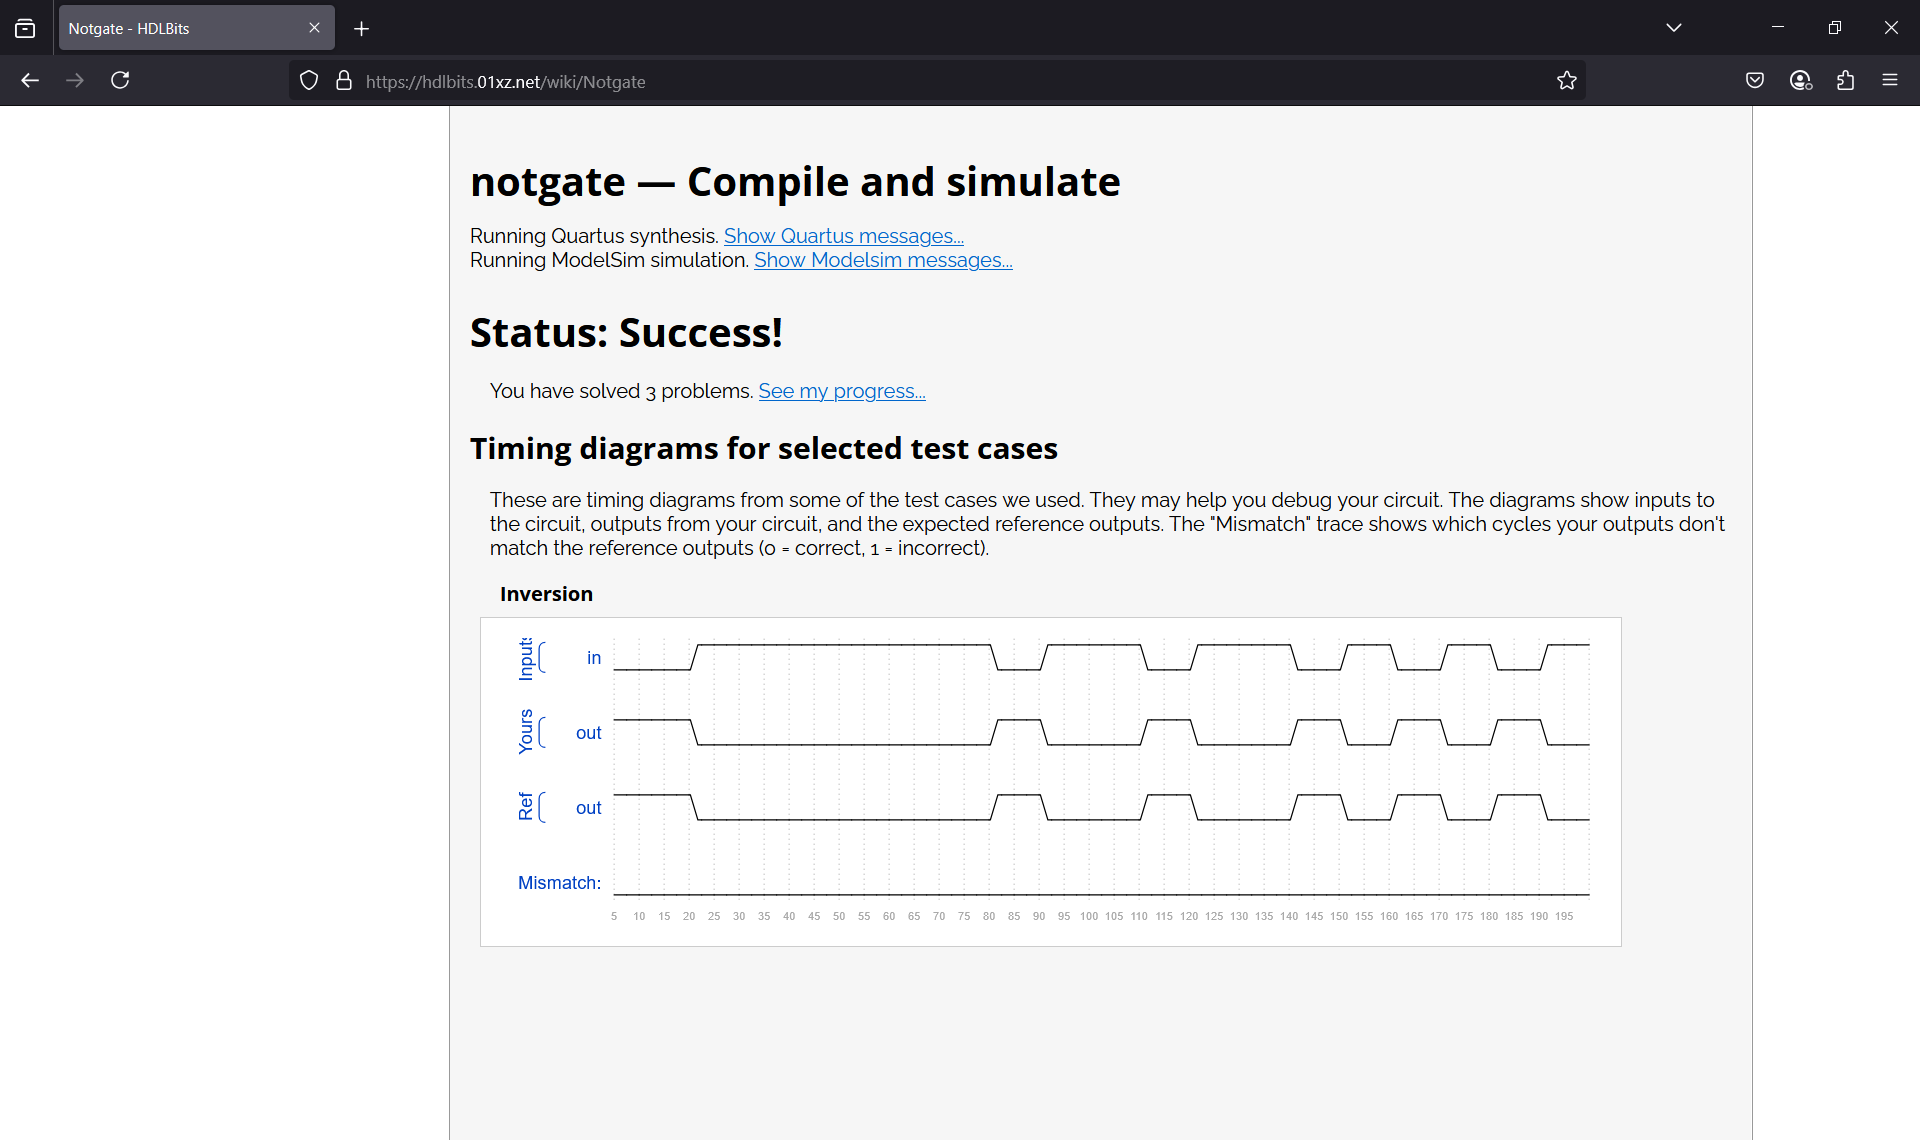 Notgate - HDLBits
https://hdlbits.01xz.net/wiki/Notgate
notgate — Compile and simulate
Running Quartus synthesis. Show Quartus messages...
Running ModelSim simulation. Show Modelsim messages...
Status: Success!
You have solved 3 problems. See my progress...
Timing diagrams for selected test cases
These are timing diagrams from some of the test cases we used. They may help you debug your circuit. The diagrams show inputs to
the circuit, outputs from your circuit, and the expected reference outputs. The "Mismatch" trace shows which cycles your outputs don't
match the reference outputs (0 = correct, 1 = incorrect).
Inversion
Inputs
in
Yours
out
Ref
out
Mismatch:
5 10 15 20 25 30 35 40 45 50 55 60 65 70 75 80 85 90 95 100 105 110 115 120 125 130 135 140 145 150 155 160 165 170 175 180 185 190 195